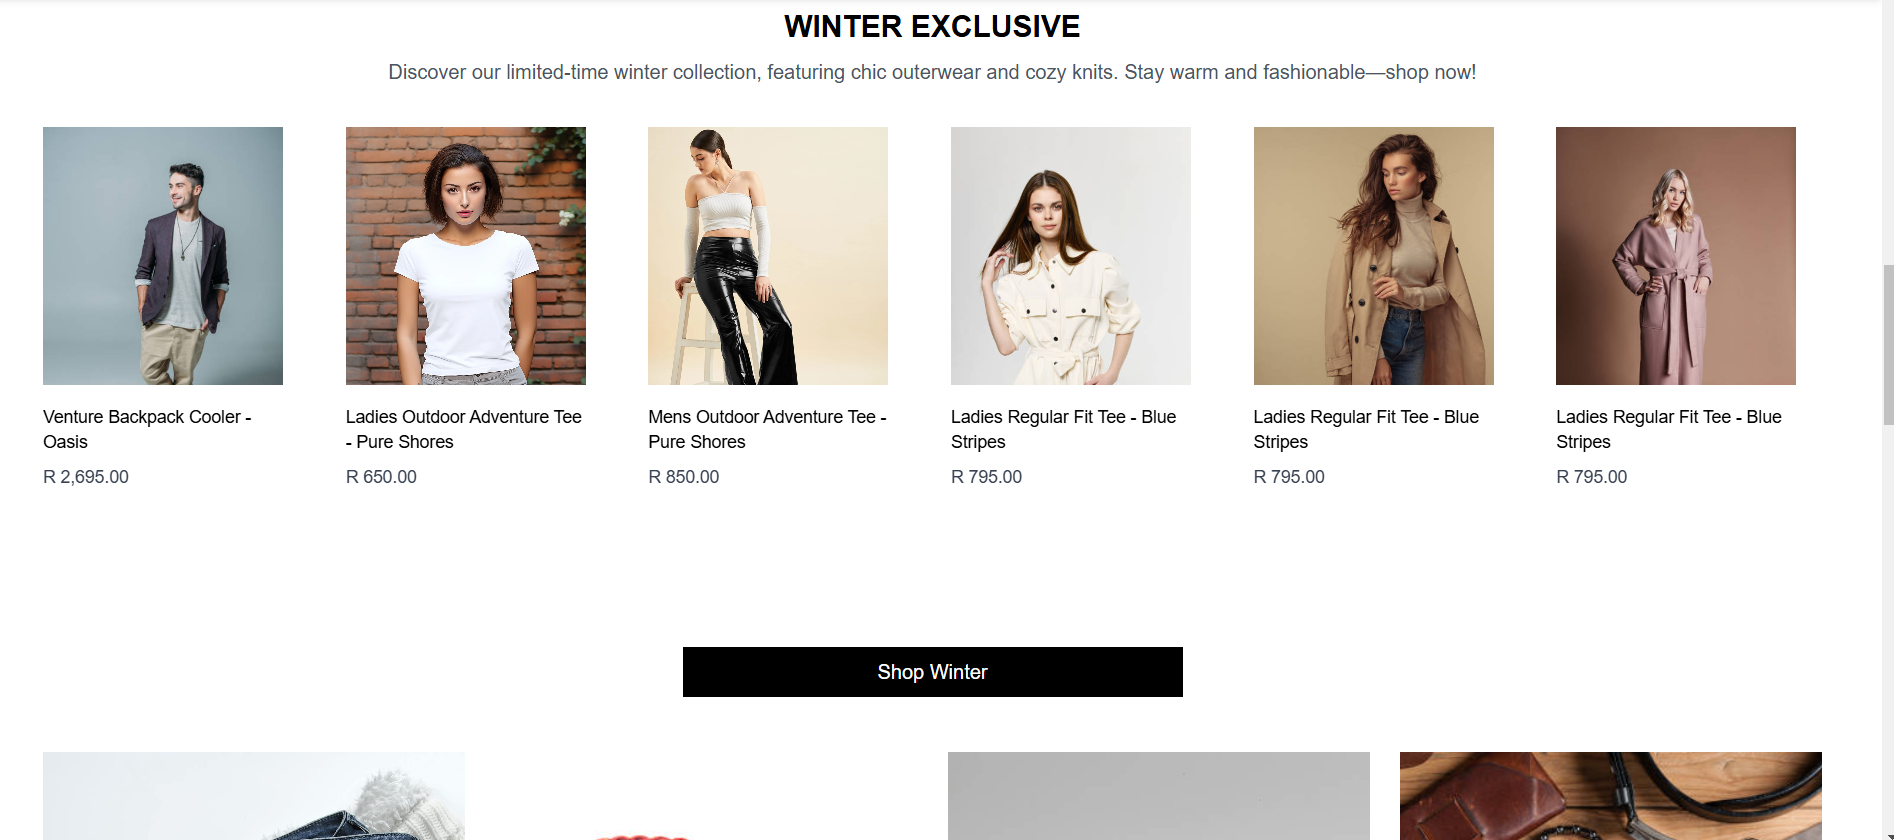 WINTER EXCLUSIVE
Discover our limited-time winter collection, featuring chic outerwear and cozy knits. Stay warm and fashionable—shop now!
Venture Backpack Cooler -
Oasis
R 2,695.00
Ladies Outdoor Adventure Tee
- Pure Shores
R 650.00
Mens Outdoor Adventure Tee -
Pure Shores
R 850.00
Ladies Regular Fit Tee - Blue
Stripes
R 795.00
Ladies Regular Fit Tee - Blue
Stripes
R 795.00
Ladies Regular Fit Tee - Blue
Stripes
R 795.00
Shop Winter